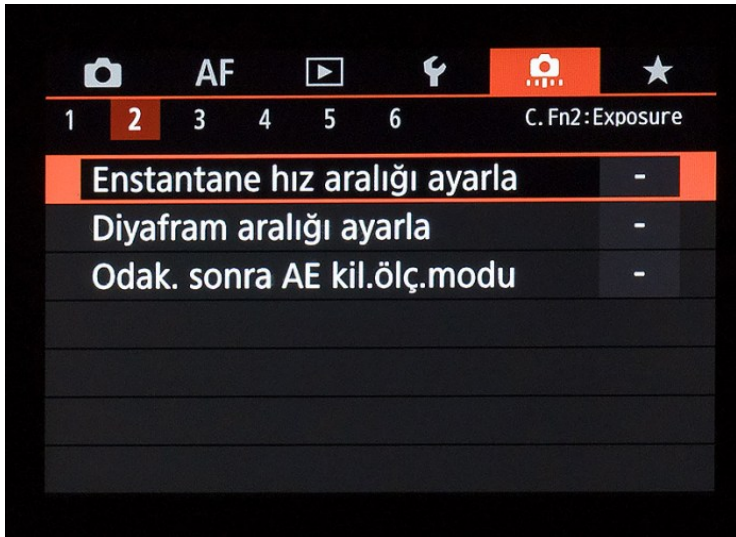 AF
1 2 3 4 5 6 C.Fn2:Exposure
Enstantane hız aralığı ayarla -
Diyafram aralığı ayarla -
Odak. sonra AE kil.ölç.modu -